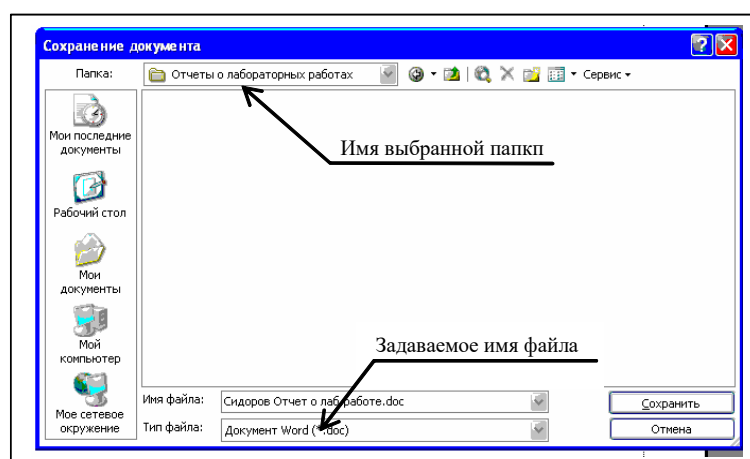 Сохранение документа
Папка:
Отчеты о лабораторных работах
Сервис
Мои последние
документы
Имя выбранной папкп
Рабочий стол
Мои
документы
Мой
компьютер
Задаваемое имя файла
Мое сетевое
окружение
Имя файла:
Сидоров Отчет о лаб работе.doc
Сохранить
Тип файла:
Документ Word (*.doc)
Отмена